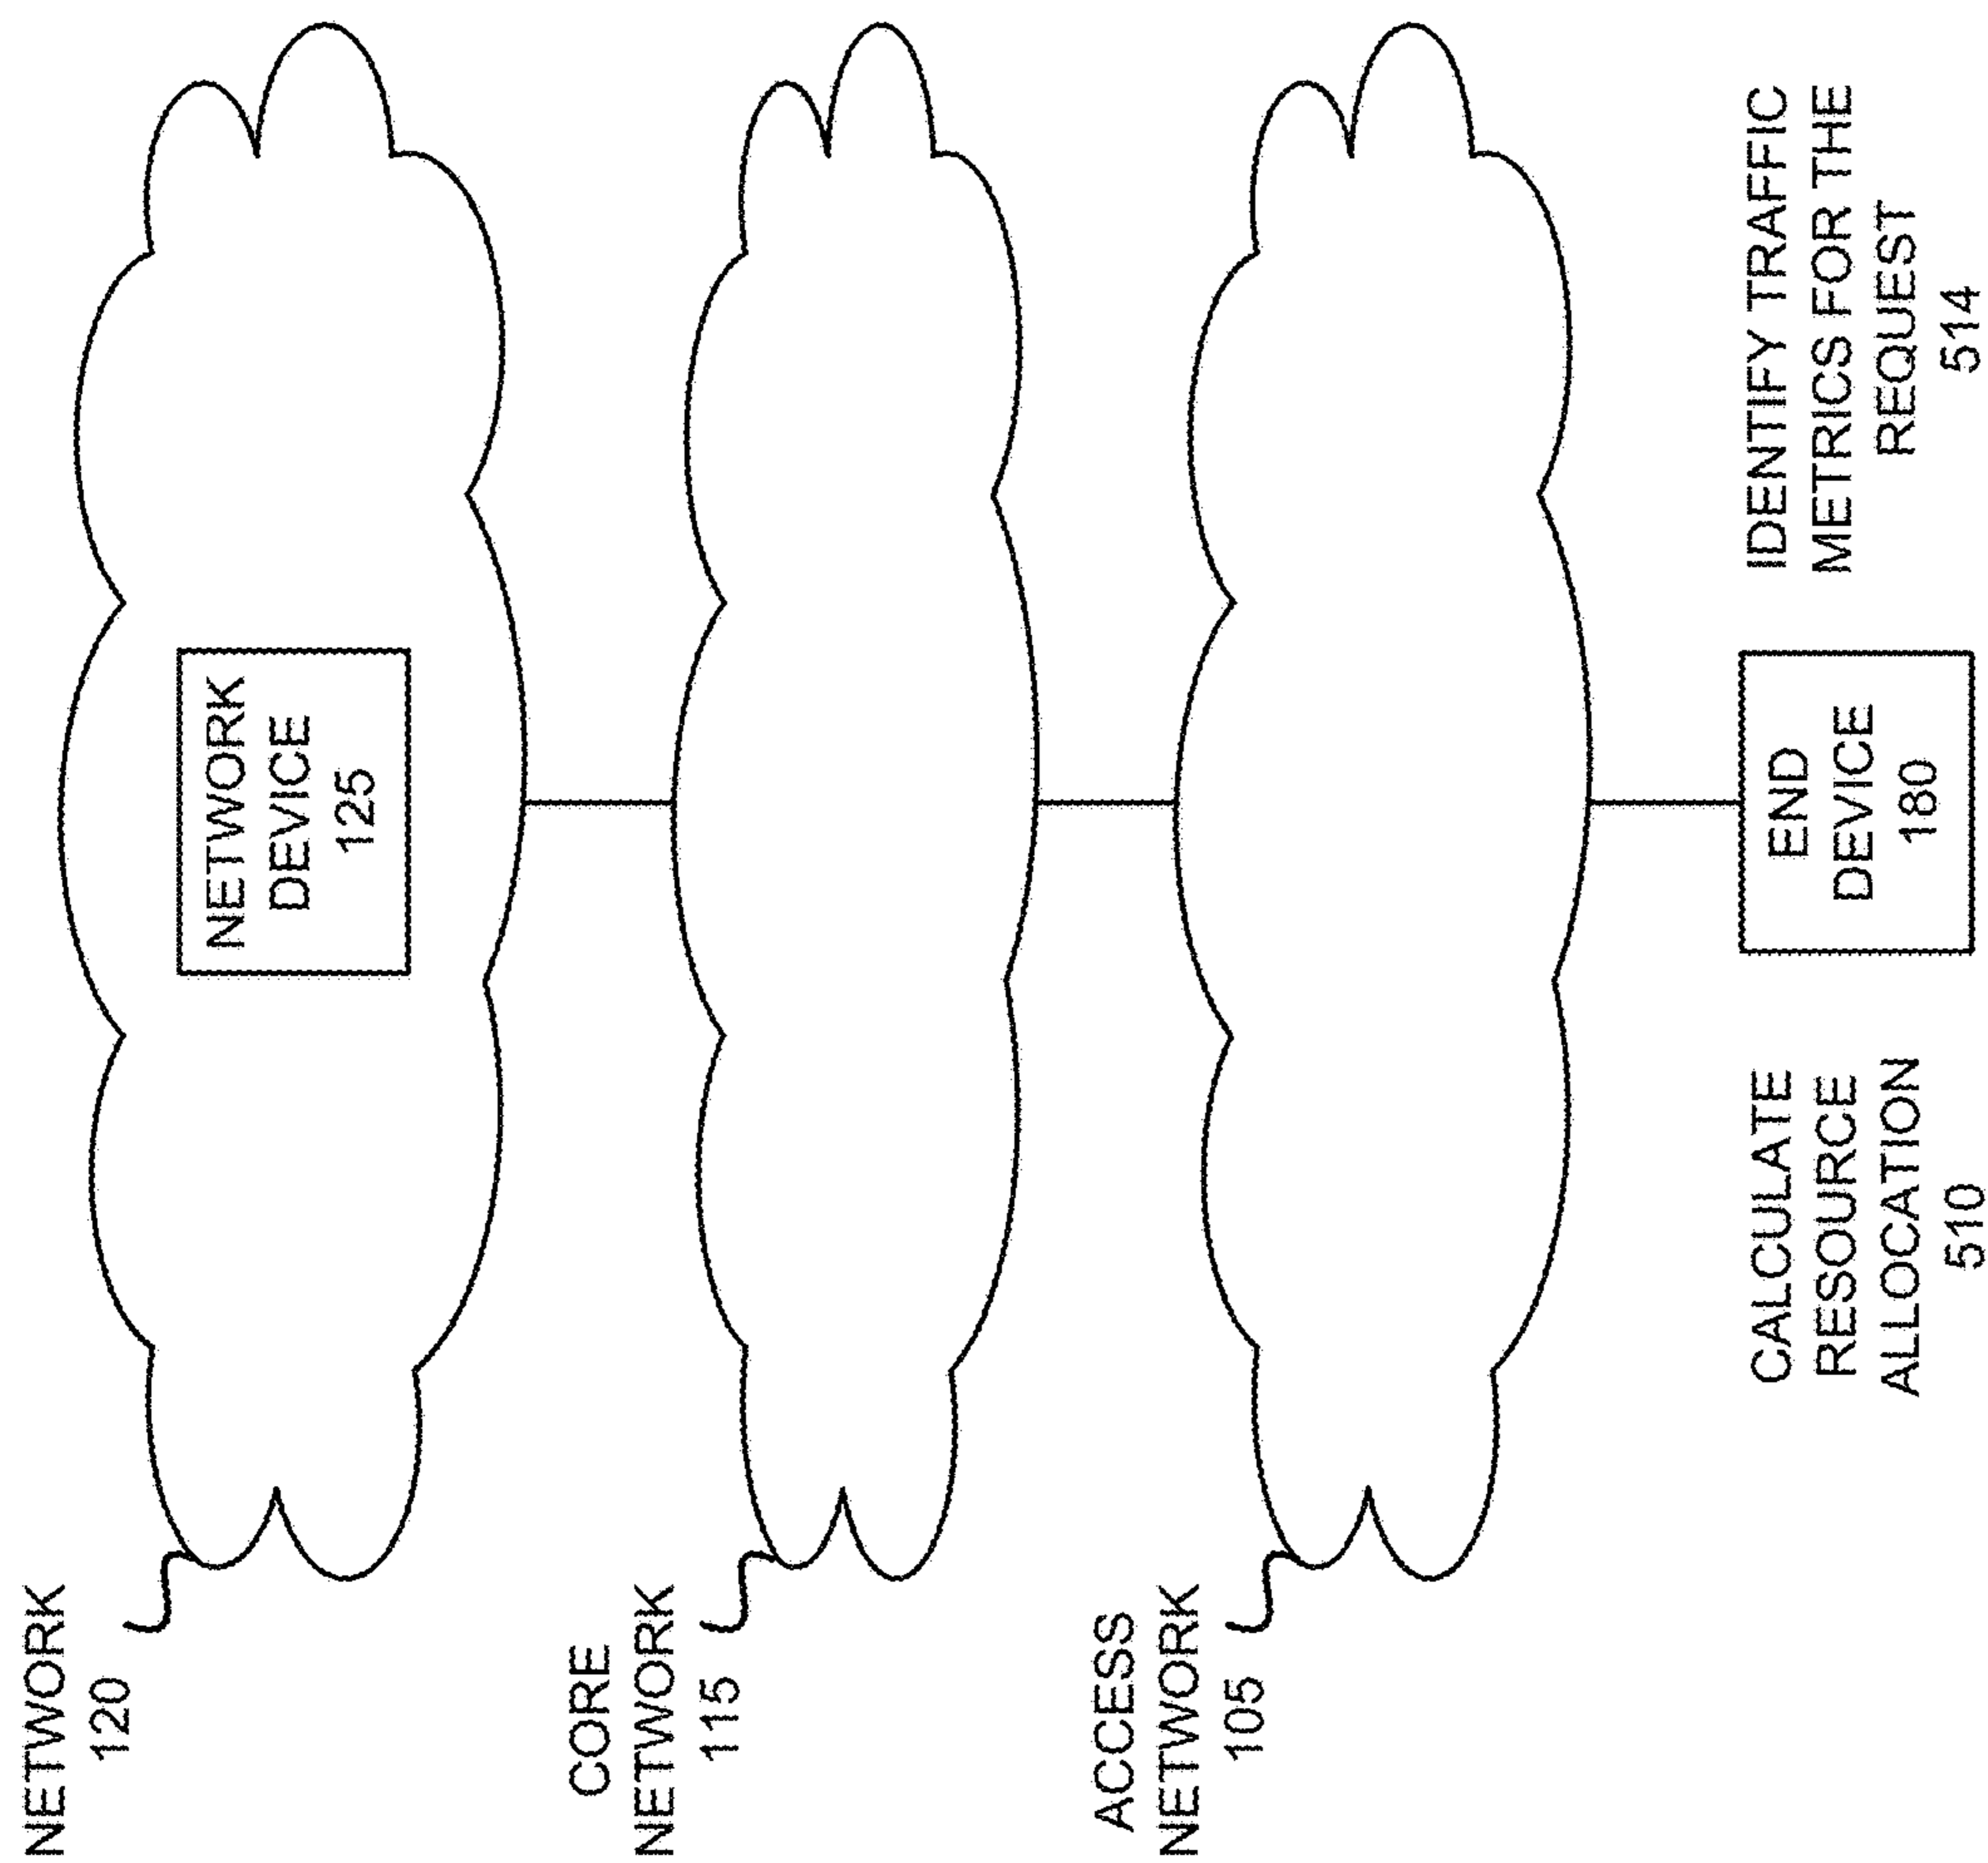 NETWORK
120
NETWORK
DEVICE
125
CORE
NETWORK
115
ACCESS
NETWORK
105
CALCULATE
RESOURCE
ALLOCATION
510
END
DEVICE
180
IDENTIFY TRAFFIC
METRICS FOR THE
REQUEST
514